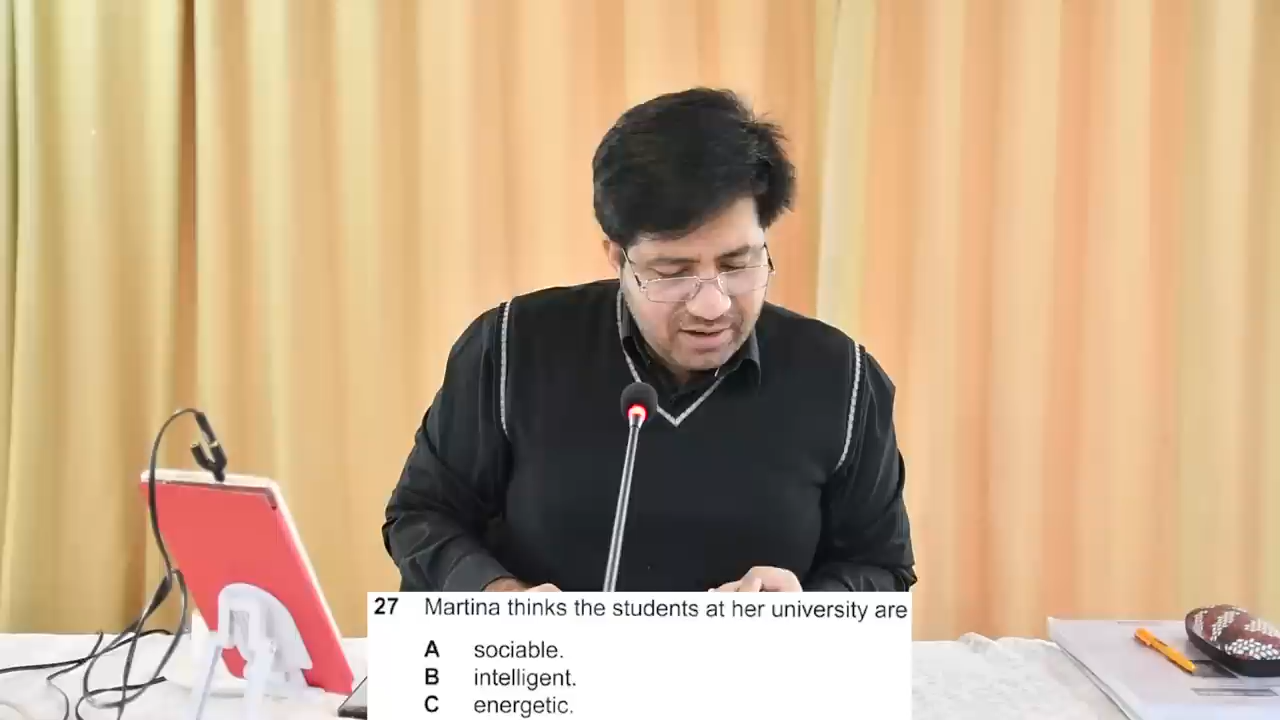 27 Martina thinks the students at her university are
A sociable.
B intelligent.
C energetic.